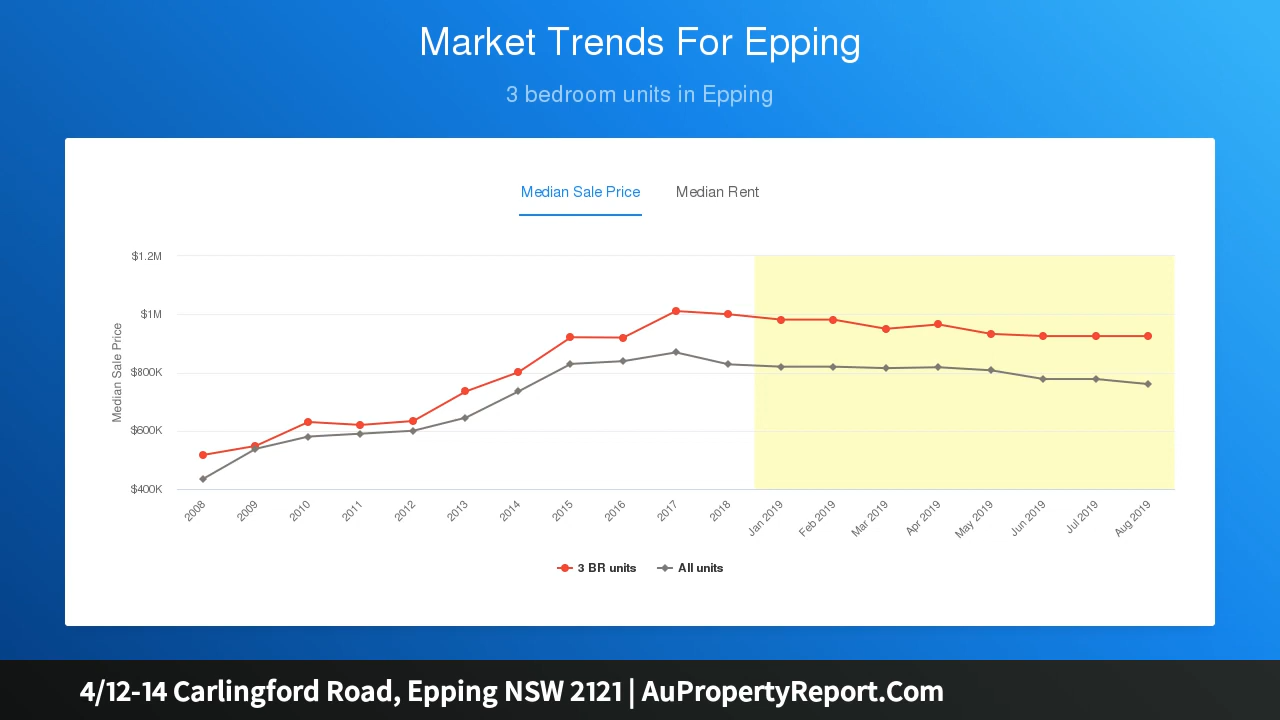 Market Trends For Epping
3 bedroom units in Epping
Median Sale Price Median Rent
$1.2M
$1M
$800K
$600K
$400K
Median Sale Price
2008 2009 2010 2011 2012 2013 2014 2015 2016 2017 2018 Jan 2019 Feb 2019 Mar 2019 Apr 2019 May 2019 Jun 2019 Jul 2019 Aug 2019
3 BR units All units
4/12-14 Carlingford Road, Epping NSW 2121 | AuPropertyReport.Com